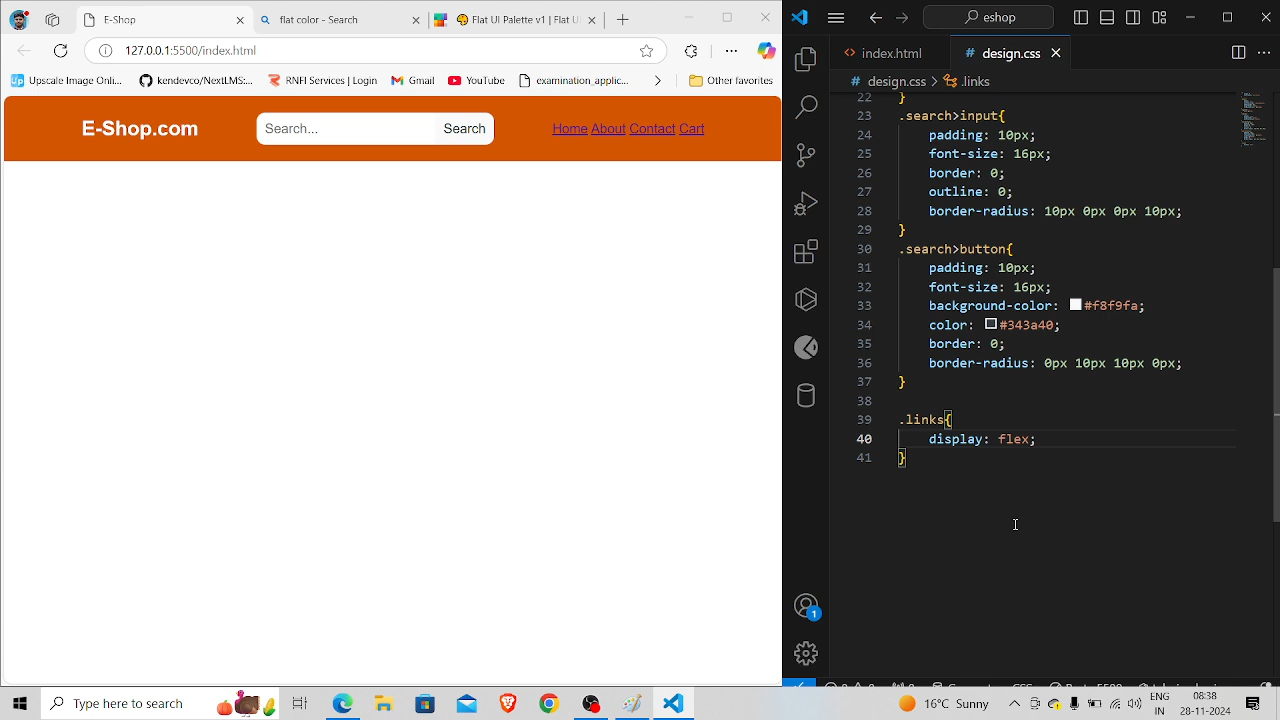 E-Shop
flat color - Search
Flat UI Palette v1 | Flat UI
127.0.0.1:5500/index.html
Upscale Image Onli...
kendevco/NextLMS:...
RNFI Services | Login
Gmail
YouTube
examination_applic...
Other favorites
E-Shop.com
Search...
Search
Home About Contact Cart
eshop
index.html
# design.css
# design.css > .links
22 }
23 .search>input{
24 padding: 10px;
25 font-size: 16px;
26 border: 0;
27 outline: 0;
28 border-radius: 10px 0px 0px 10px;
29 }
30 .search>button{
31 padding: 10px;
32 font-size: 16px;
33 background-color: #f8f9fa;
34 color: #343a40;
35 border: 0;
36 border-radius: 0px 10px 10px 0px;
37 }
38
39 .links{
40 display: flex;
41 }
1
Type here to search
16°C Sunny
ENG
IN
08:38
28-11-2024